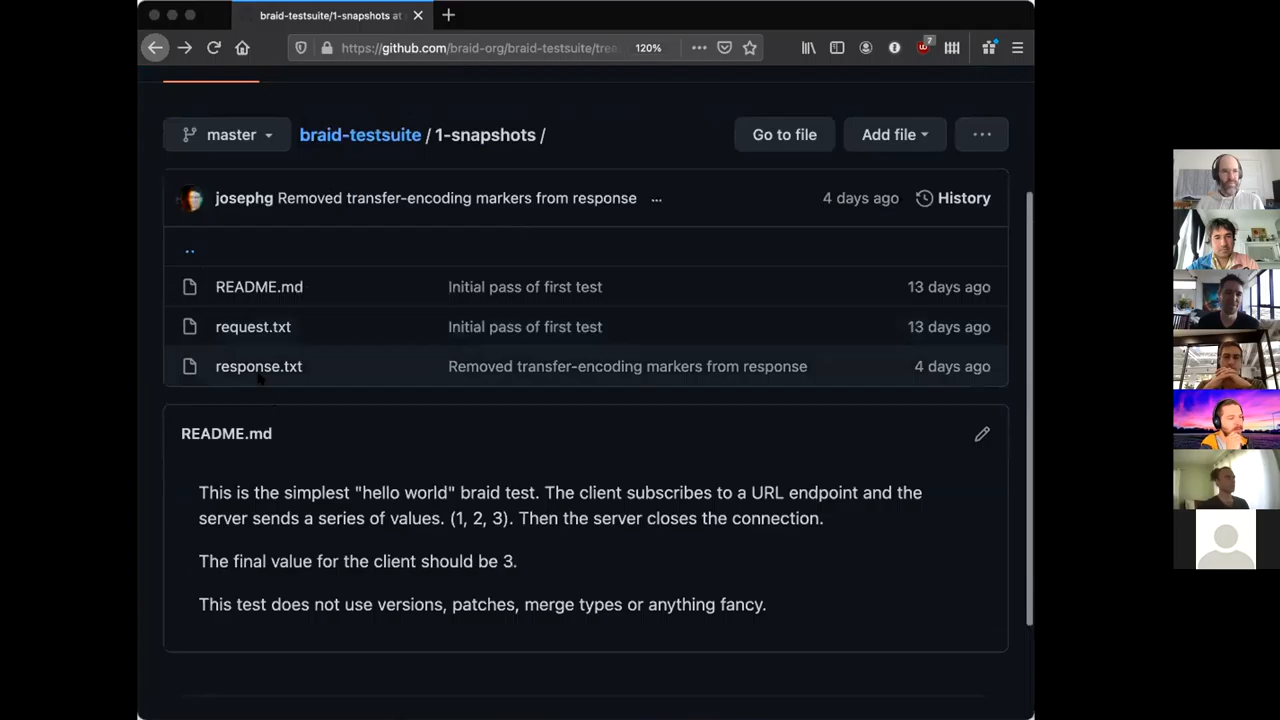 braid-testsuite/1-snapshots at
https://github.com/braid-org/braid-testsuite/tree
120%
7
master
braid-testsuite / 1-snapshots /
Go to file
Add file
josephg Removed transfer-encoding markers from response ...
4 days ago
History
..
README.md Initial pass of first test 13 days ago
request.txt Initial pass of first test 13 days ago
response.txt Removed transfer-encoding markers from response 4 days ago
README.md
This is the simplest "hello world" braid test. The client subscribes to a URL endpoint and the
server sends a series of values. (1, 2, 3). Then the server closes the connection.
The final value for the client should be 3.
This test does not use versions, patches, merge types or anything fancy.